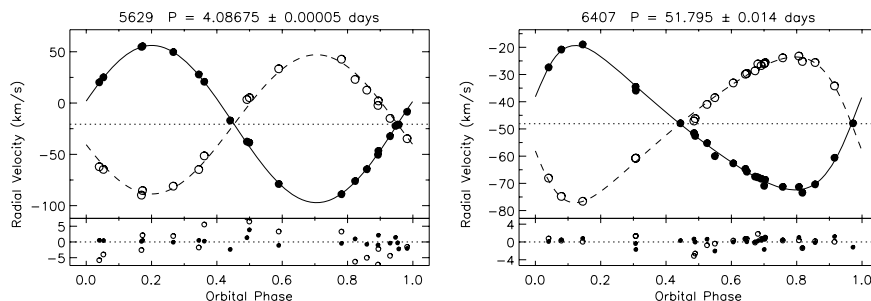 5629 P = 4.08675 ± 0.00005 days
Radial Velocity (km/s)
50
0
-50
-100
5
0
-5
0.0 0.2 0.4 0.6 0.8 1.0
Orbital Phase
6407 P = 51.795 ± 0.014 days
Radial Velocity (km/s)
-20
-30
-40
-50
-60
-70
-80
4
0
-4
0.0 0.2 0.4 0.6 0.8 1.0
Orbital Phase